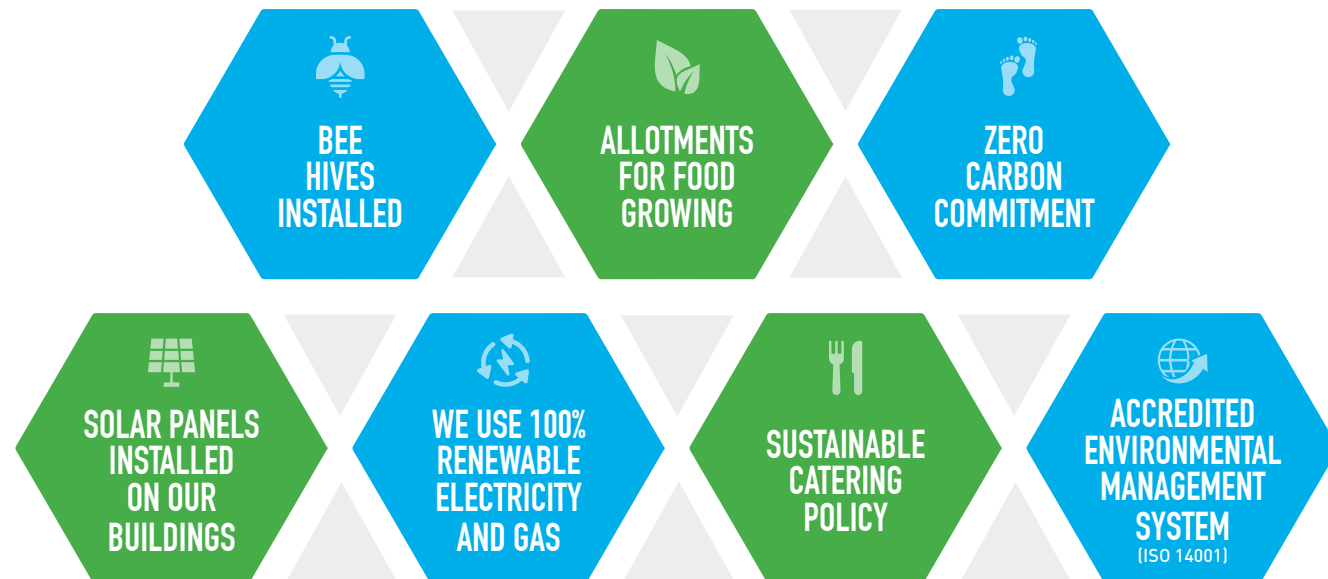 BEE
HIVES
INSTALLED
ALLOTMENTS
FOR FOOD
GROWING
ZERO
CARBON
COMMITMENT
SOLAR PANELS
INSTALLED
ON OUR
BUILDINGS
WE USE 100%
RENEWABLE
ELECTRICITY
AND GAS
SUSTAINABLE
CATERING
POLICY
ACCREDITED
ENVIRONMENTAL
MANAGEMENT
SYSTEM
(ISO 14001)